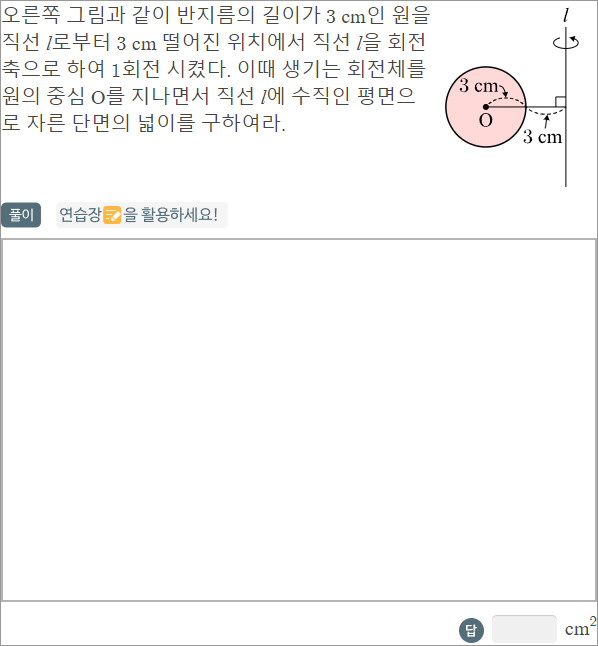 오른쪽 그림과 같이 반지름의 길이가 3 cm인 원을
직선 l로부터 3 cm 떨어진 위치에서 직선 l을 회전
축으로 하여 1회전 시켰다. 이때 생기는 회전체를
원의 중심 O를 지나면서 직선 l에 수직인 평면으
로 자른 단면의 넓이를 구하여라.
l
3 cm
O
3 cm
풀이 연습장을 활용하세요!
답 cm²